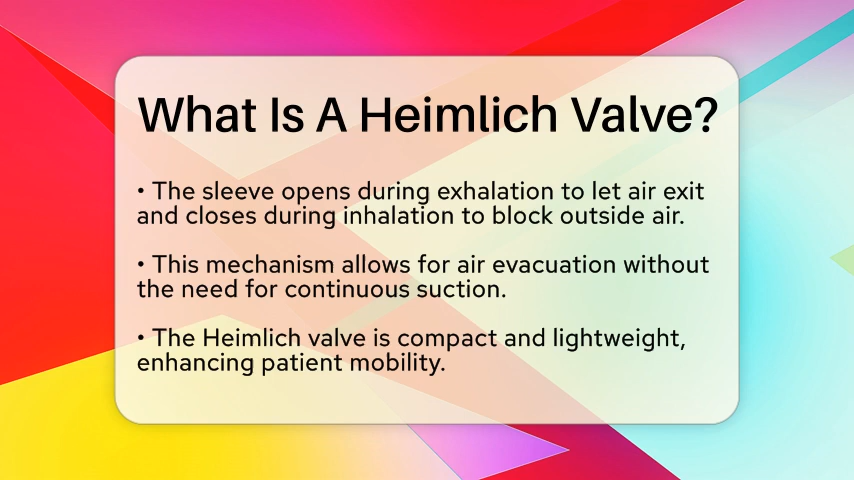 What Is A Heimlich Valve?
• The sleeve opens during exhalation to let air exit
and closes during inhalation to block outside air.
• This mechanism allows for air evacuation without
the need for continuous suction.
• The Heimlich valve is compact and lightweight,
enhancing patient mobility.